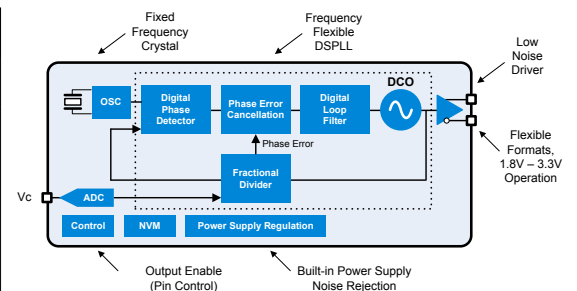 Fixed
Frequency
Crystal
Frequency
Flexible
DSPLL
Low
Noise
Driver
OSC
Digital
Phase
Detector
Phase Error
Cancellation
Digital
Loop
Filter
DCO
Phase Error
Fractional
Divider
Flexible
Formats,
1.8V – 3.3V
Operation
Vc
ADC
Control
NVM
Power Supply Regulation
Output Enable
(Pin Control)
Built-in Power Supply
Noise Rejection